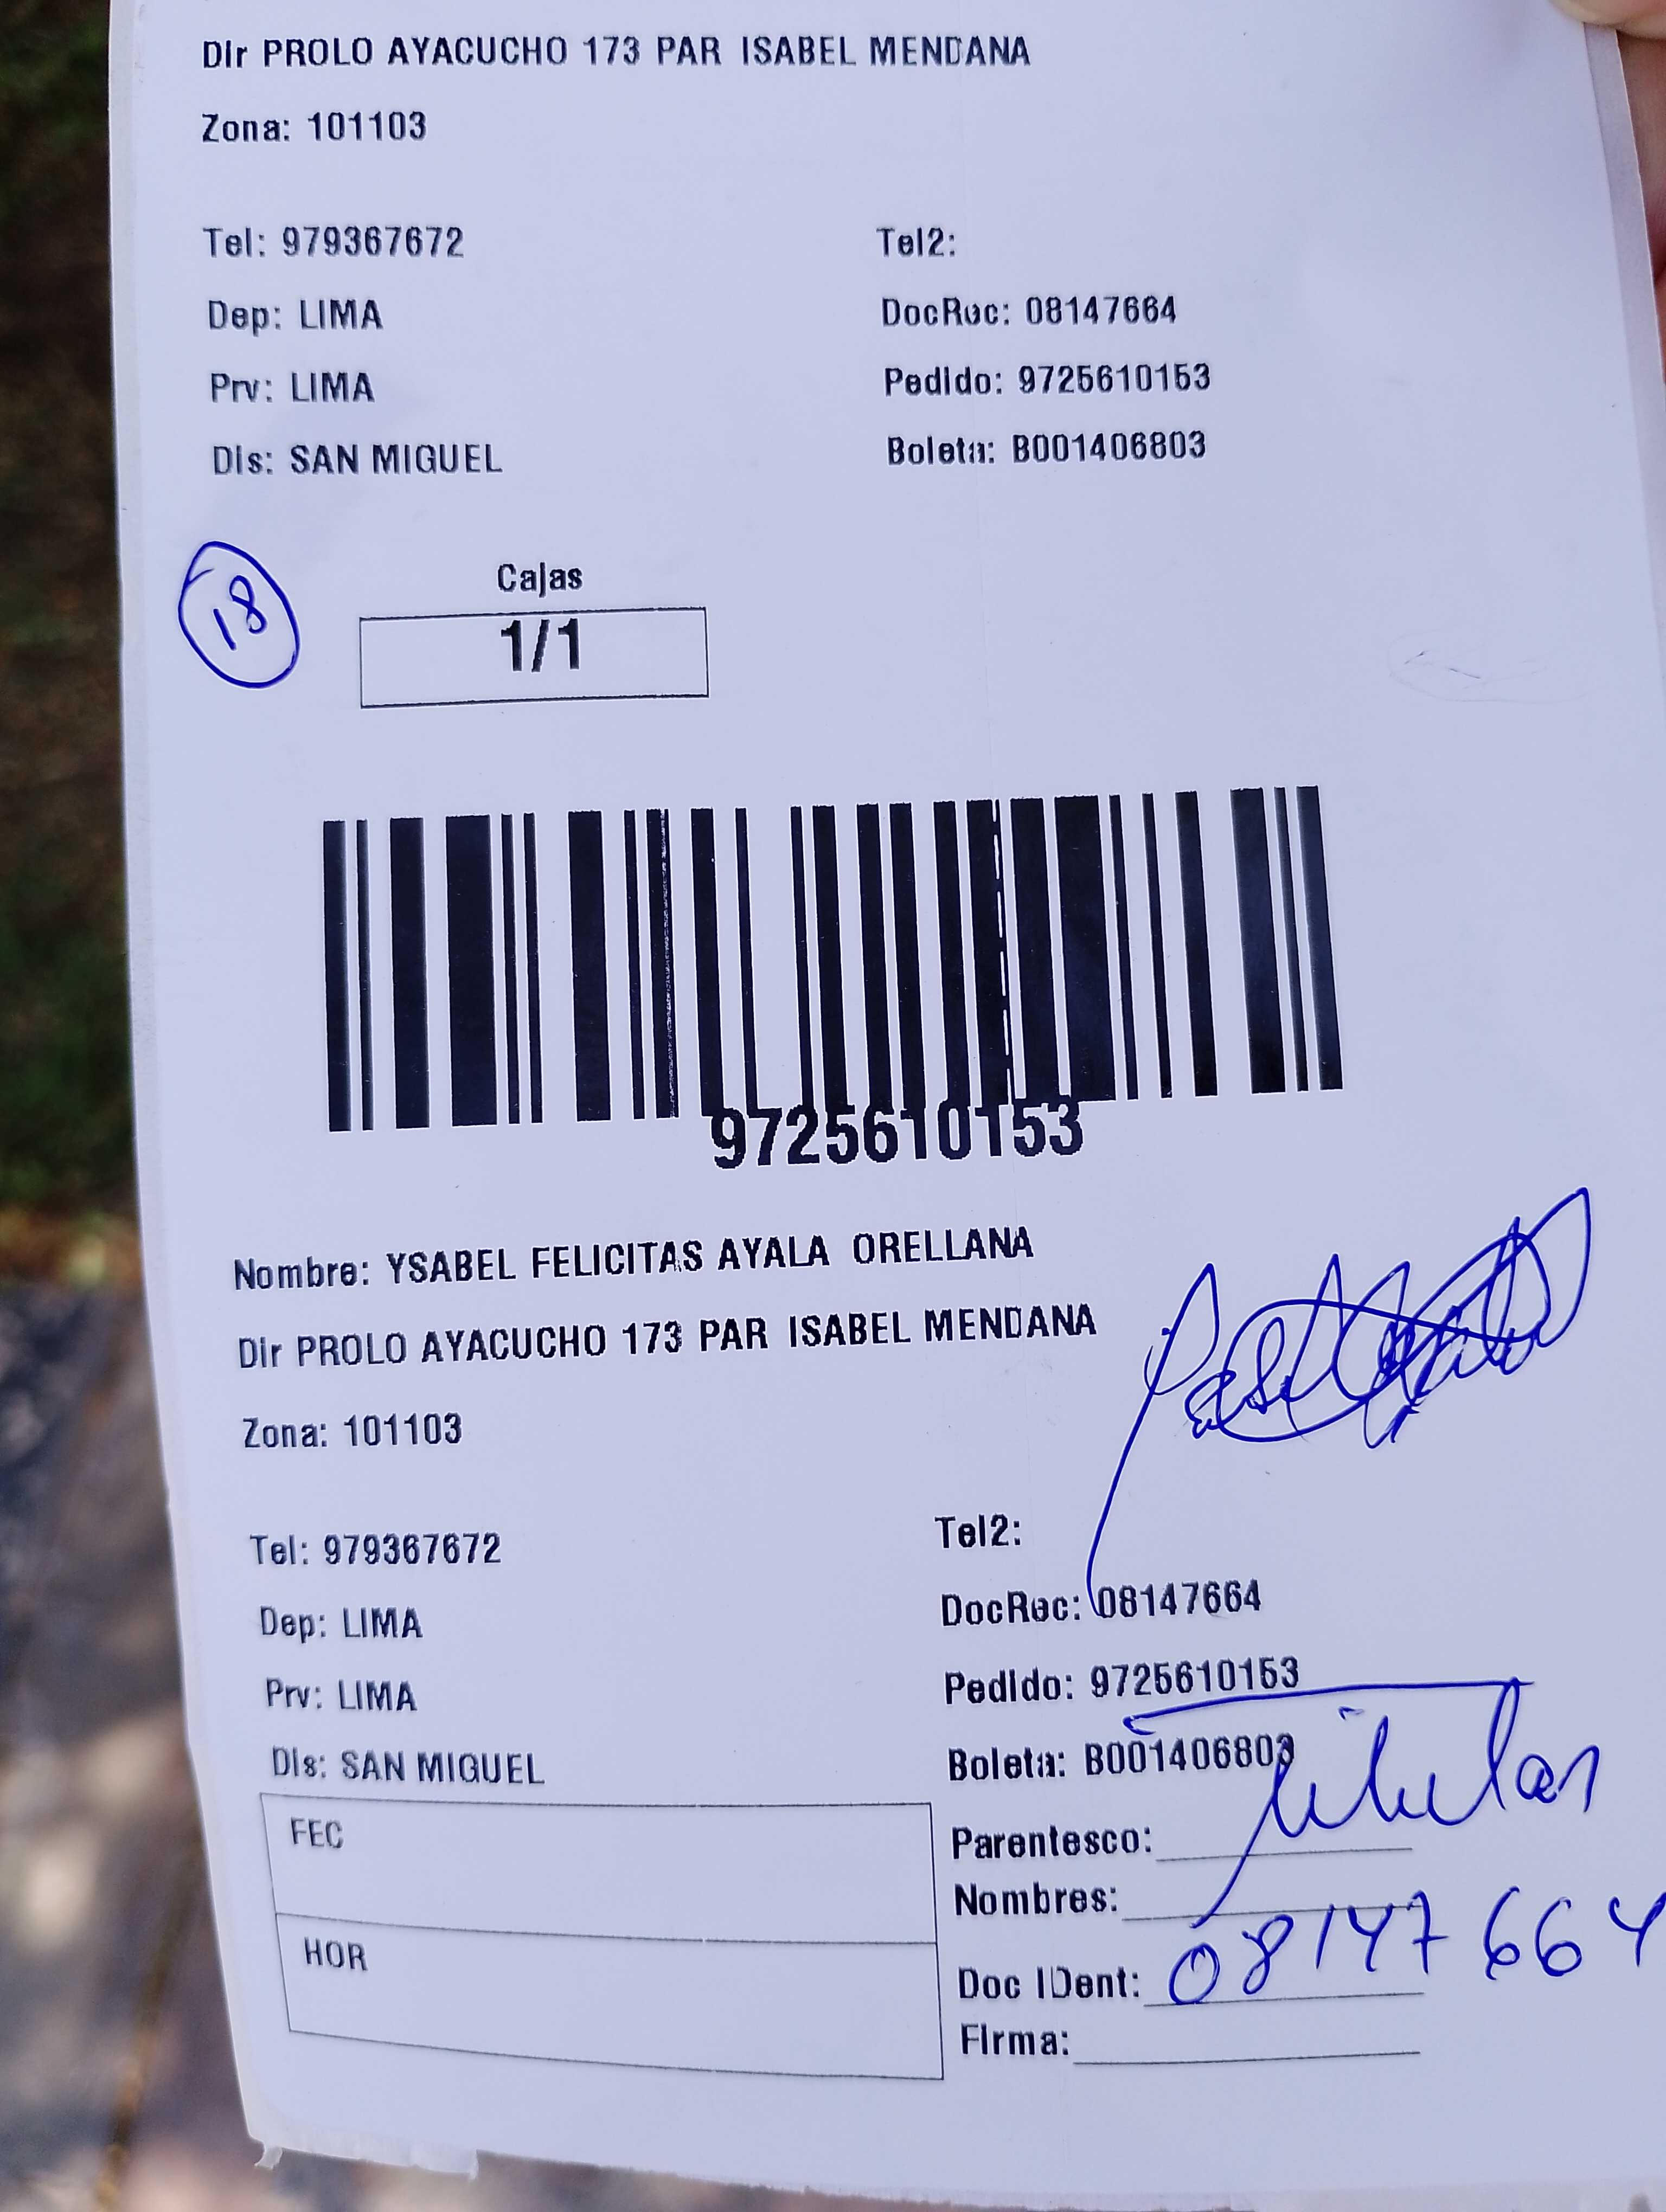 Dir PROLO AYACUCHO 173 PAR ISABEL MENDANA
Zona: 101103
Tel: 979367672 Tel2:
Dep: LIMA DocRec: 08147664
Prv: LIMA Pedido: 9725610153
Dis: SAN MIGUEL Boleta: B001406803
18
Cajas
1/1
9725610153
Nombre: YSABEL FELICITAS AYALA ORELLANA
Dir PROLO AYACUCHO 173 PAR ISABEL MENDANA
Zona: 101103
Tel: 979367672 Tel2:
Dep: LIMA DocRec: 08147664
Prv: LIMA Pedido: 9725610153
Dis: SAN MIGUEL Boleta: B001406803
FEC
HOR
Parentesco: titular
Nombres:
Doc IDent: 08147664
Firma: